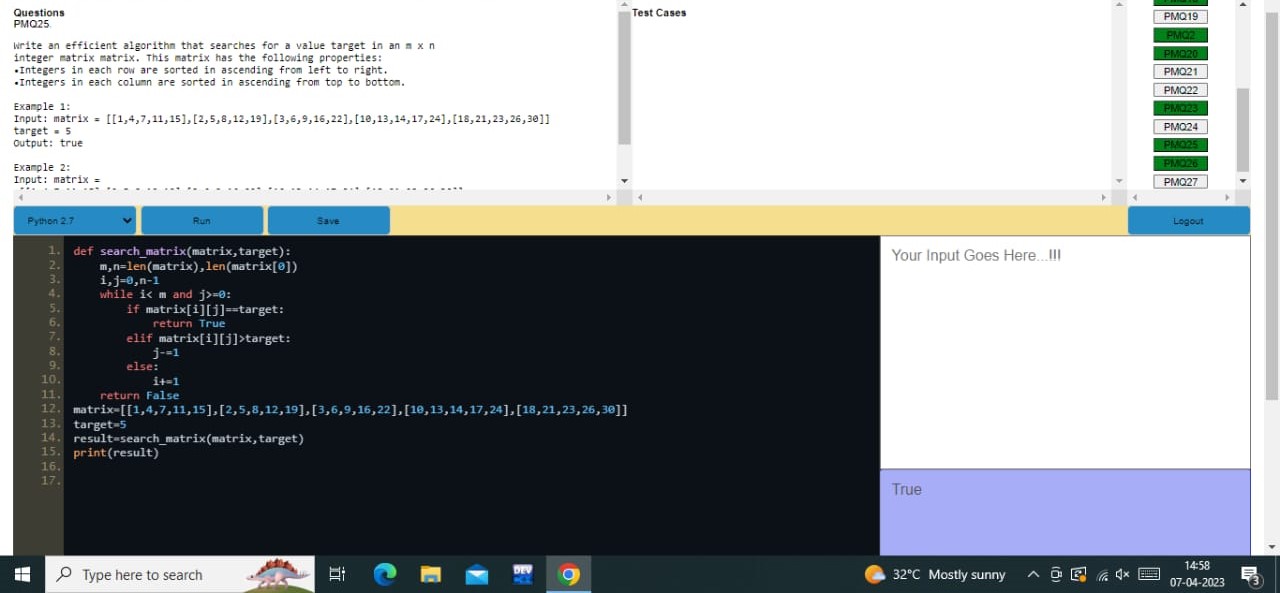 Questions
PMQ25.
Write an efficient algorithm that searches for a value target in an m x n
integer matrix matrix. This matrix has the following properties:
•Integers in each row are sorted in ascending from left to right.
•Integers in each column are sorted in ascending from top to bottom.
Example 1:
Input: matrix = [[1,4,7,11,15],[2,5,8,12,19],[3,6,9,16,22],[10,13,14,17,24],[18,21,23,26,30]]
target = 5
Output: true
Example 2:
Input: matrix =
Test Cases
PMQ19
PMQ2
PMQ20
PMQ21
PMQ22
PMQ23
PMQ24
PMQ25
PMQ26
PMQ27
Python 2.7
Run
Save
Logout
1. def search_matrix(matrix,target):
2. m,n=len(matrix),len(matrix[0])
3. i,j=0,n-1
4. while i< m and j>=0:
5. if matrix[i][j]==target:
6. return True
7. elif matrix[i][j]>target:
8. j-=1
9. else:
10. i+=1
11. return False
12. matrix=[[1,4,7,11,15],[2,5,8,12,19],[3,6,9,16,22],[10,13,14,17,24],[18,21,23,26,30]]
13. target=5
14. result=search_matrix(matrix,target)
15. print(result)
16.
17.
Your Input Goes Here...!!!
True
Type here to search
DEV
32°C Mostly sunny
14:58
07-04-2023
3